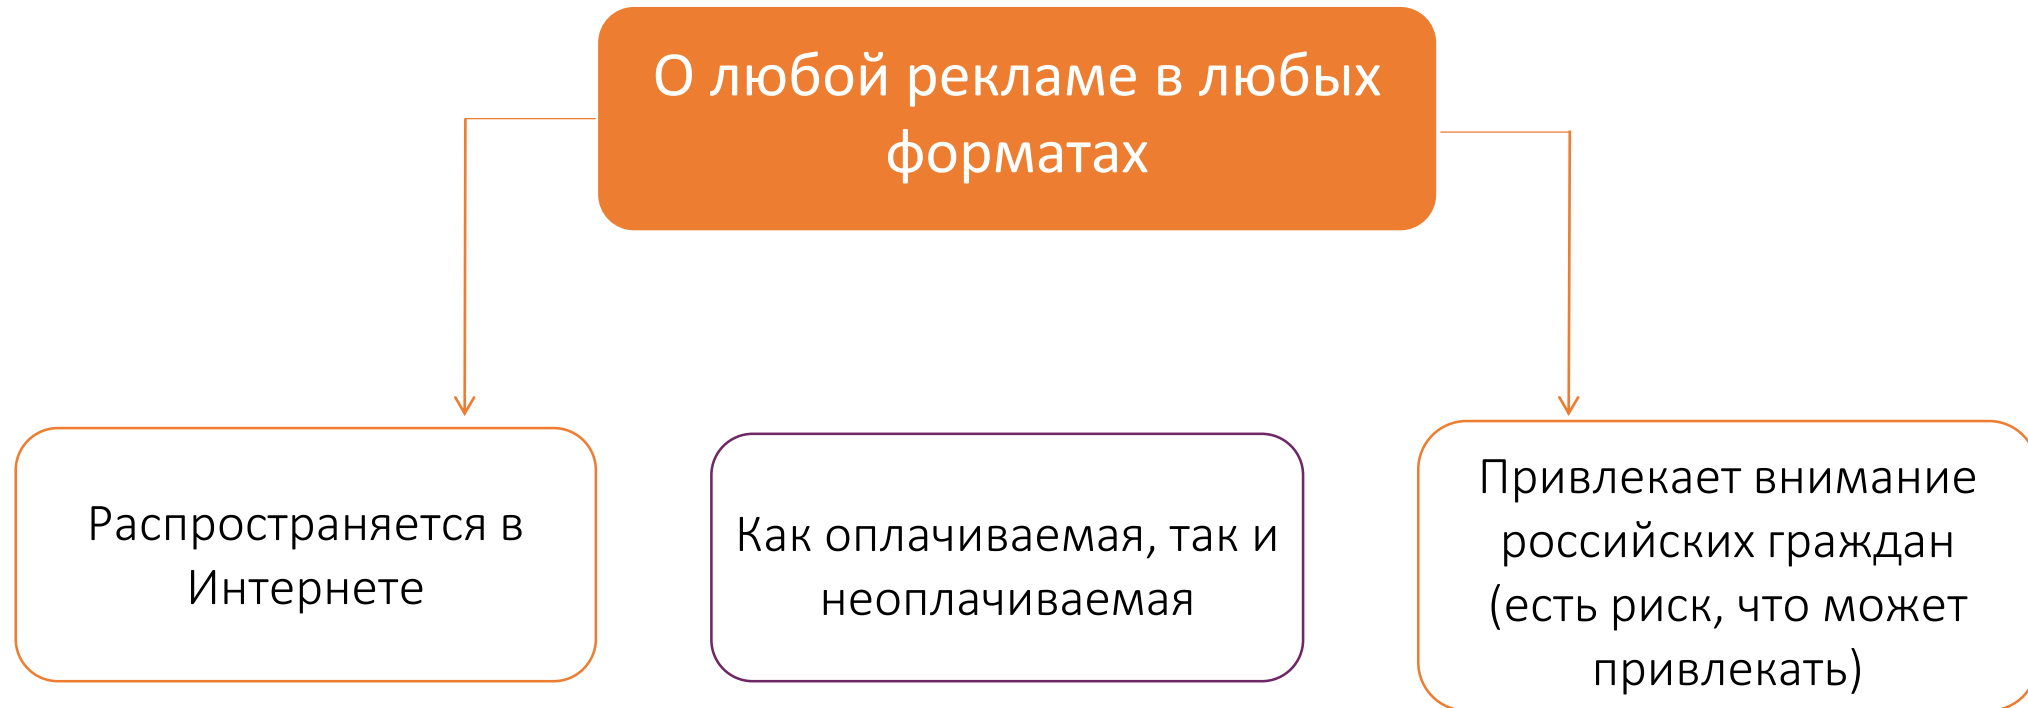 О любой рекламе в любых
форматах
Распространяется в
Интернете
Как оплачиваемая, так и
неоплачиваемая
Привлекает внимание
российских граждан
(есть риск, что может
привлекать)